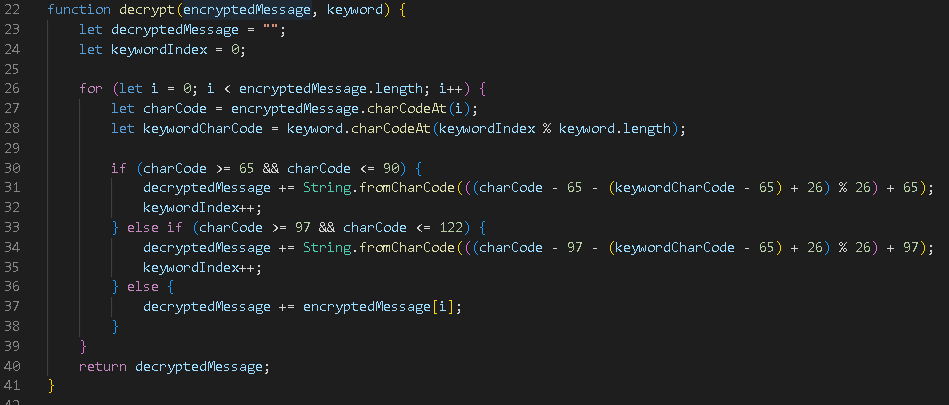 22 function decrypt(encryptedMessage, keyword) {
23 let decryptedMessage = "";
24 let keywordIndex = 0;
25
26 for (let i = 0; i < encryptedMessage.length; i++) {
27 let charCode = encryptedMessage.charCodeAt(i);
28 let keywordCharCode = keyword.charCodeAt(keywordIndex % keyword.length);
29
30 if (charCode >= 65 && charCode <= 90) {
31 decryptedMessage += String.fromCharCode(((charCode - 65 - (keywordCharCode - 65) + 26) % 26) + 65);
32 keywordIndex++;
33 } else if (charCode >= 97 && charCode <= 122) {
34 decryptedMessage += String.fromCharCode(((charCode - 97 - (keywordCharCode - 65) + 26) % 26) + 97);
35 keywordIndex++;
36 } else {
37 decryptedMessage += encryptedMessage[i];
38 }
39 }
40 return decryptedMessage;
41 }